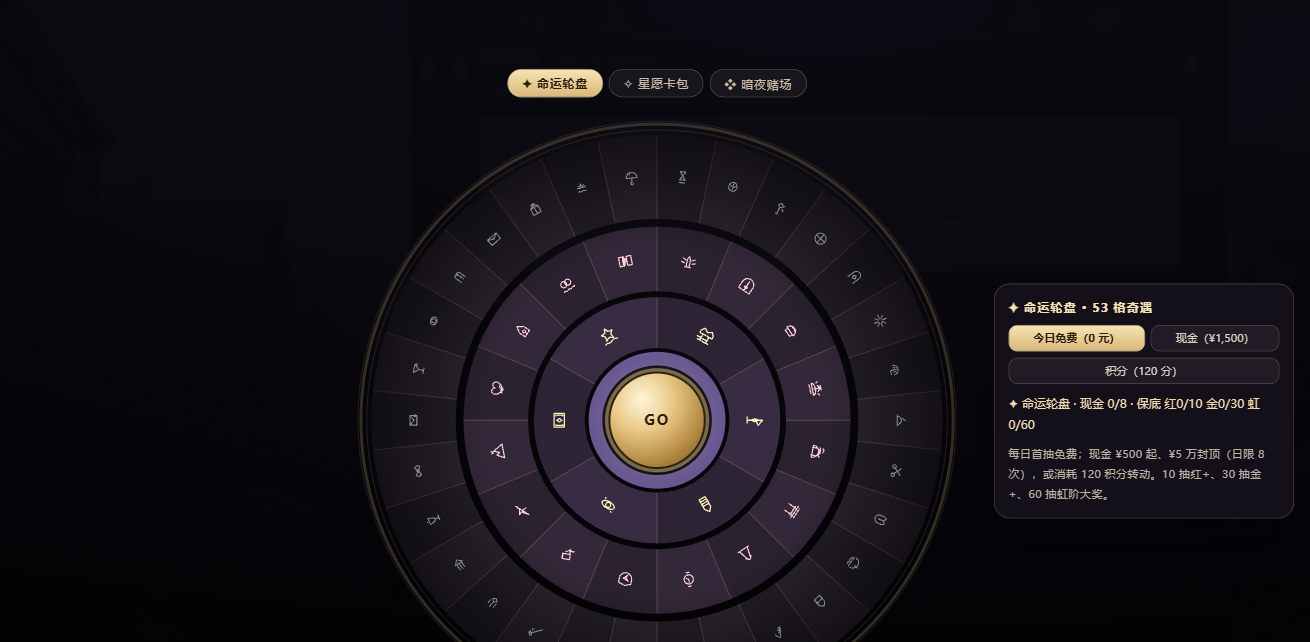 ✦ 命运轮盘
✧ 星愿卡包
❖ 暗夜赌场
GO
✦ 命运轮盘 · 53 格奇遇
今日免费（0 元）
现金（¥1,500）
积分（120 分）
✦ 命运轮盘 · 现金 0/8 · 保底 红0/10 金0/30 虹
0/60
每日首抽免费；现金 ¥500 起、¥5 万封顶（日限 8
次），或消耗 120 积分转动。10 抽红+、30 抽金
+、60 抽虹阶大奖。